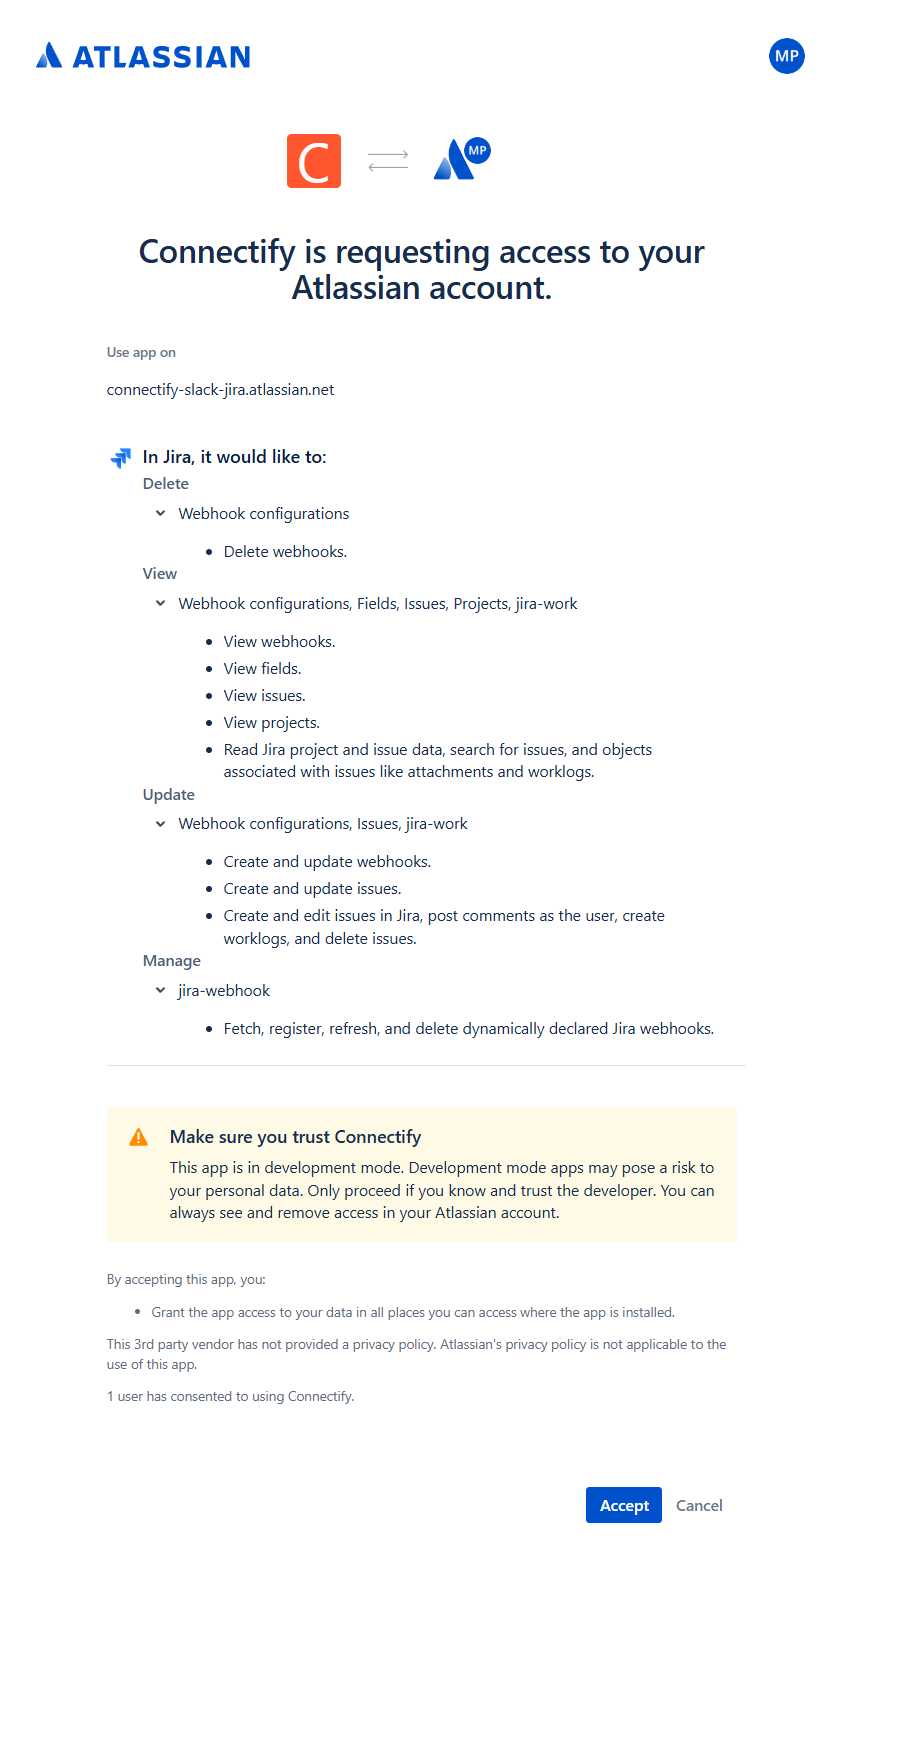 ATLASSIAN
MP
C
MP
Connectify is requesting access to your
Atlassian account.
Use app on
connectify-slack-jira.atlassian.net
In Jira, it would like to:
Delete
Webhook configurations
• Delete webhooks.
View
Webhook configurations, Fields, Issues, Projects, jira-work
• View webhooks.
• View fields.
• View issues.
• View projects.
• Read Jira project and issue data, search for issues, and objects
associated with issues like attachments and worklogs.
Update
Webhook configurations, Issues, jira-work
• Create and update webhooks.
• Create and update issues.
• Create and edit issues in Jira, post comments as the user, create
worklogs, and delete issues.
Manage
jira-webhook
• Fetch, register, refresh, and delete dynamically declared Jira webhooks.
Make sure you trust Connectify
This app is in development mode. Development mode apps may pose a risk to
your personal data. Only proceed if you know and trust the developer. You can
always see and remove access in your Atlassian account.
By accepting this app, you:
• Grant the app access to your data in all places you can access where the app is installed.
This 3rd party vendor has not provided a privacy policy. Atlassian's privacy policy is not applicable to the
use of this app.
1 user has consented to using Connectify.
Accept Cancel